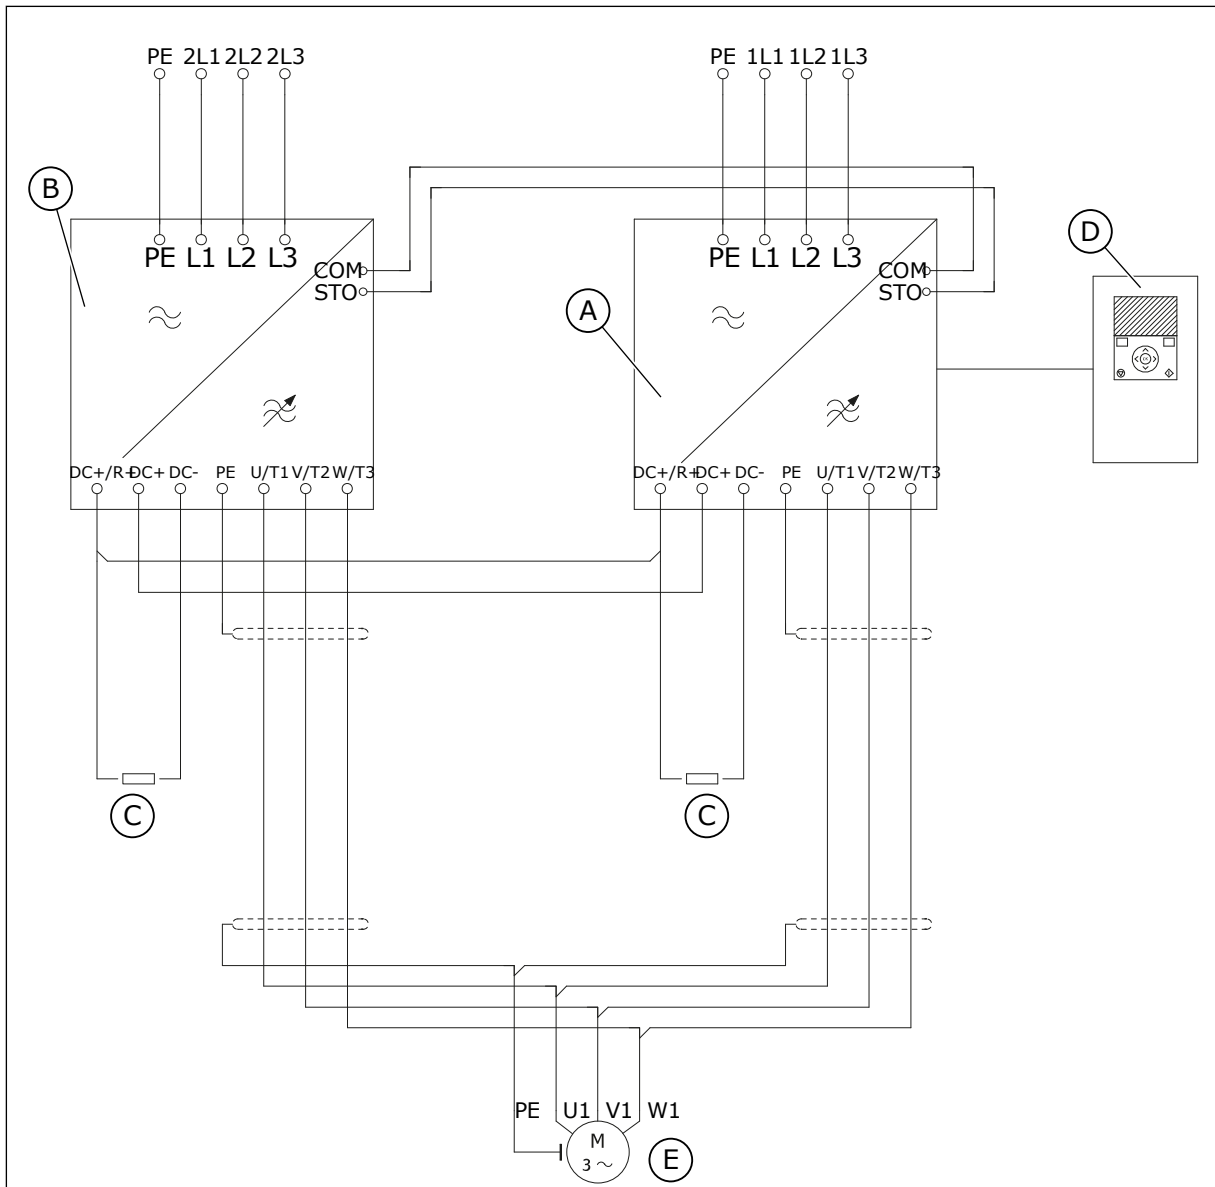 PE 2L1 2L2 2L3
PE 1L1 1L2 1L3
B
D
PE L1 L2 L3
COM
STO
PE L1 L2 L3
COM
STO
A
OK
DC+/R+ DC+ DC- PE U/T1 V/T2 W/T3
DC+/R+ DC+ DC- PE U/T1 V/T2 W/T3
C
C
PE U1 V1 W1
M
3 ~
E